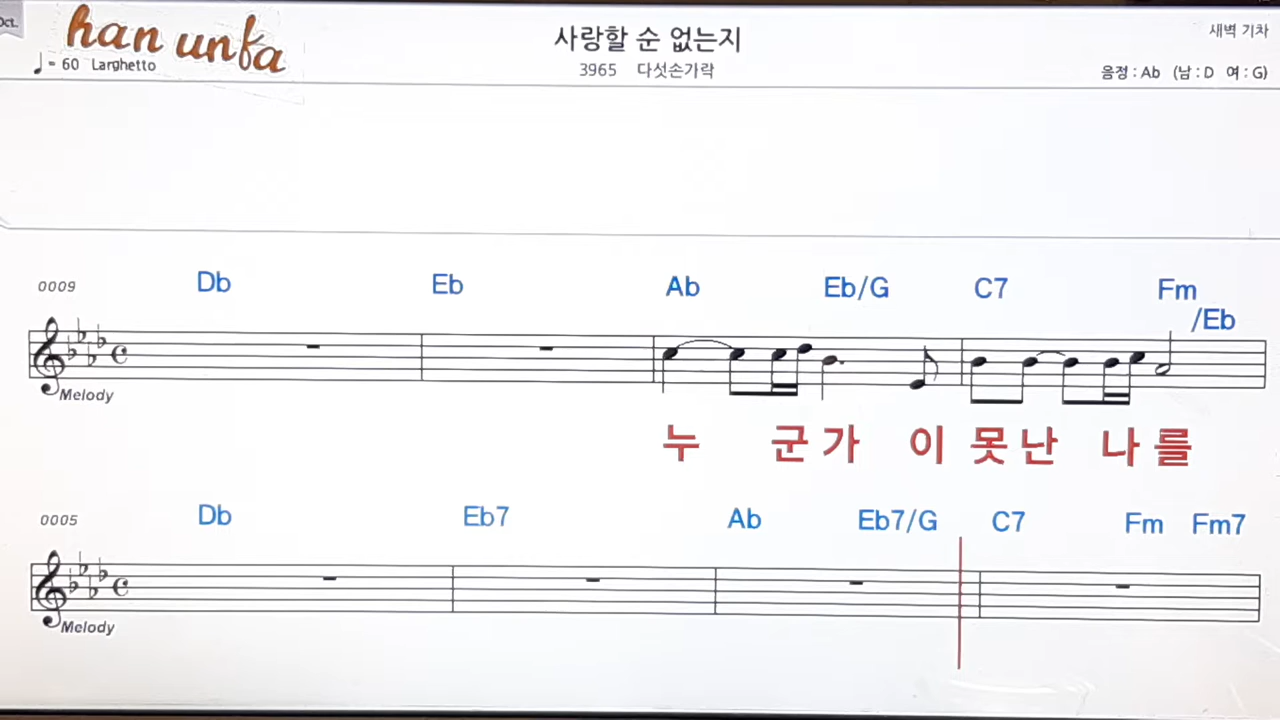 Oct.
han unfa
♩ = 60 Larghetto
사랑할 순 없는지
3965 다섯손가락
새벽 기차
음정 : Ab (남 : D 여 : G)
0009 Db Eb Ab Eb/G C7 Fm
/Eb
Melody
누 군 가 이 못 난 나 를
0005 Db Eb7 Ab Eb7/G C7 Fm Fm7
Melody